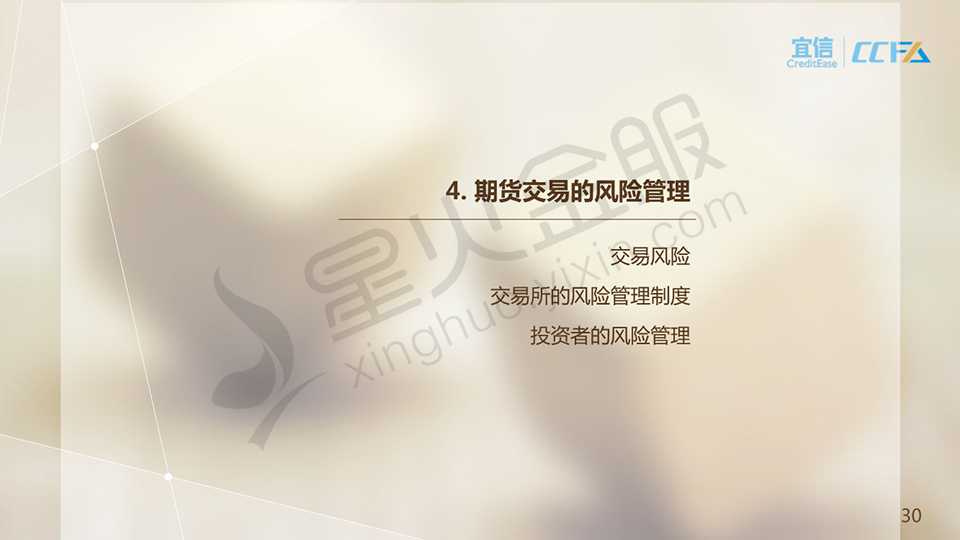 宜信
CreditEase
CCFA
4. 期货交易的风险管理
交易风险
交易所的风险管理制度
投资者的风险管理
星火金服
xinghuoyixin.com
30